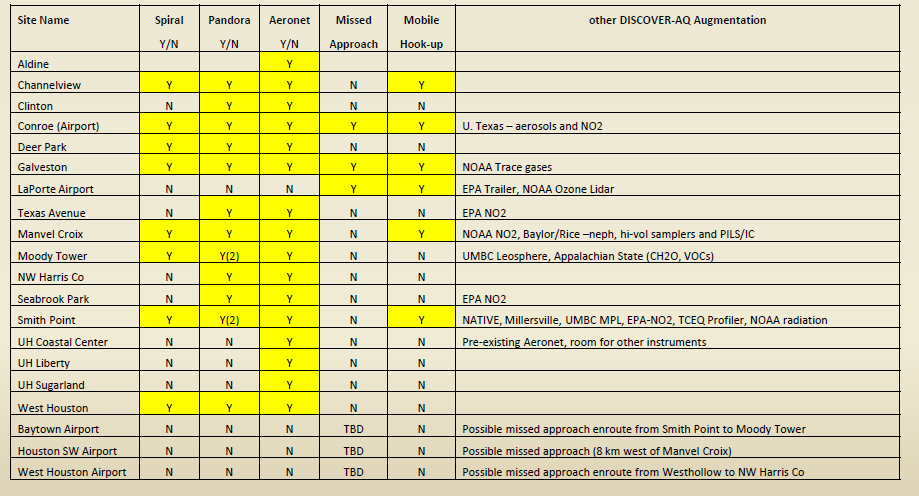 Site Name Spiral Pandora Aeronet Missed Mobile other DISCOVER-AQ Augmentation
Y/N Y/N Y/N Approach Hook-up
Aldine Y
Channelview Y Y Y N Y
Clinton N Y Y N N
Conroe (Airport) Y Y Y Y Y U. Texas – aerosols and NO2
Deer Park Y Y Y N N
Galveston Y Y Y Y Y NOAA Trace gases
LaPorte Airport N N N Y Y EPA Trailer, NOAA Ozone Lidar
Texas Avenue N Y Y N N EPA NO2
Manvel Croix Y Y Y N Y NOAA NO2, Baylor/Rice –neph, hi-vol samplers and PILS/IC
Moody Tower Y Y(2) Y N N UMBC Leosphere, Appalachian State (CH2O, VOCs)
NW Harris Co N Y Y N N
Seabrook Park N Y Y N N EPA NO2
Smith Point Y Y(2) Y N Y NATIVE, Millersville, UMBC MPL, EPA-NO2, TCEQ Profiler, NOAA radiation
UH Coastal Center N N Y N N Pre-existing Aeronet, room for other instruments
UH Liberty N N Y N N
UH Sugarland N N Y N N
West Houston Y Y Y N N
Baytown Airport N N N TBD N Possible missed approach enroute from Smith Point to Moody Tower
Houston SW Airport N N N TBD N Possible missed approach (8 km west of Manvel Croix)
West Houston Airport N N N TBD N Possible missed approach enroute from Westhollow to NW Harris Co